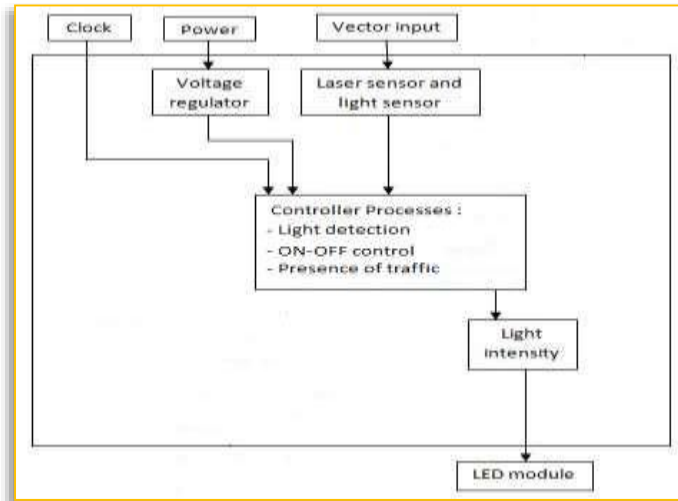 Clock
Power
Vector input
Voltage
regulator
Laser sensor and
light sensor
Controller Processes :
- Light detection
- ON-OFF control
- Presence of traffic
Light
intensity
LED module